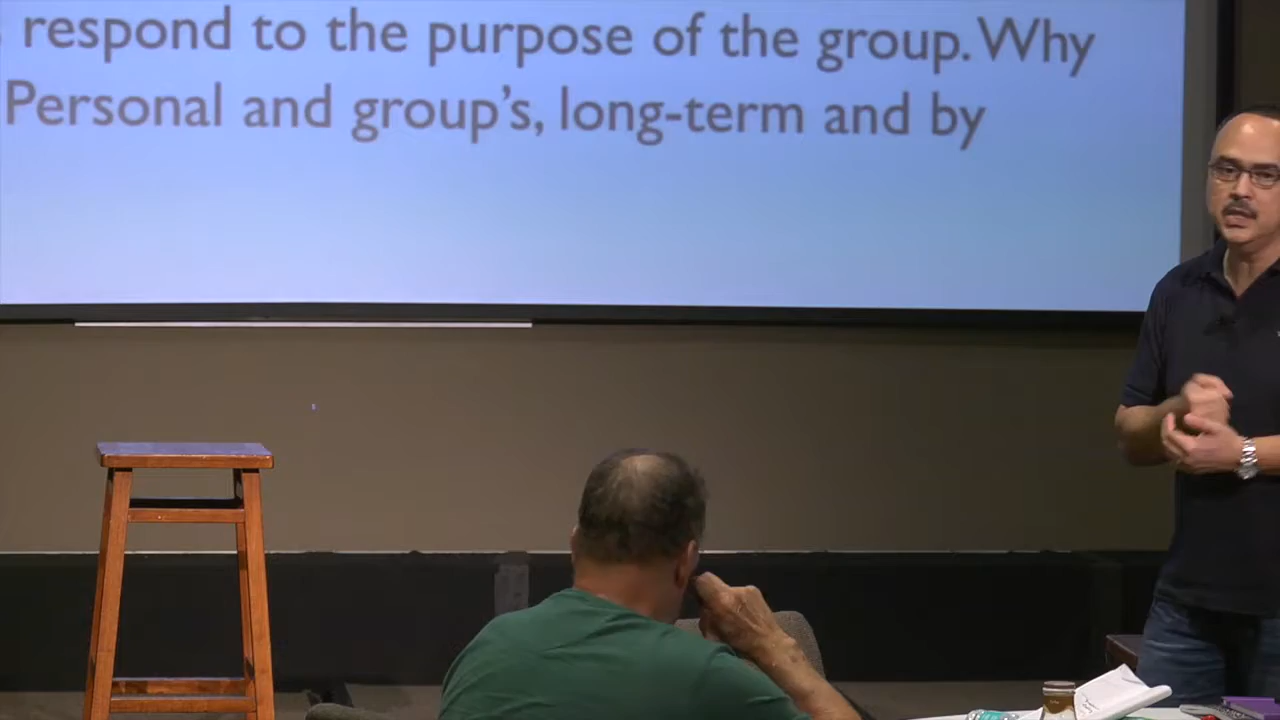 respond to the purpose of the group. Why
Personal and group's, long-term and by